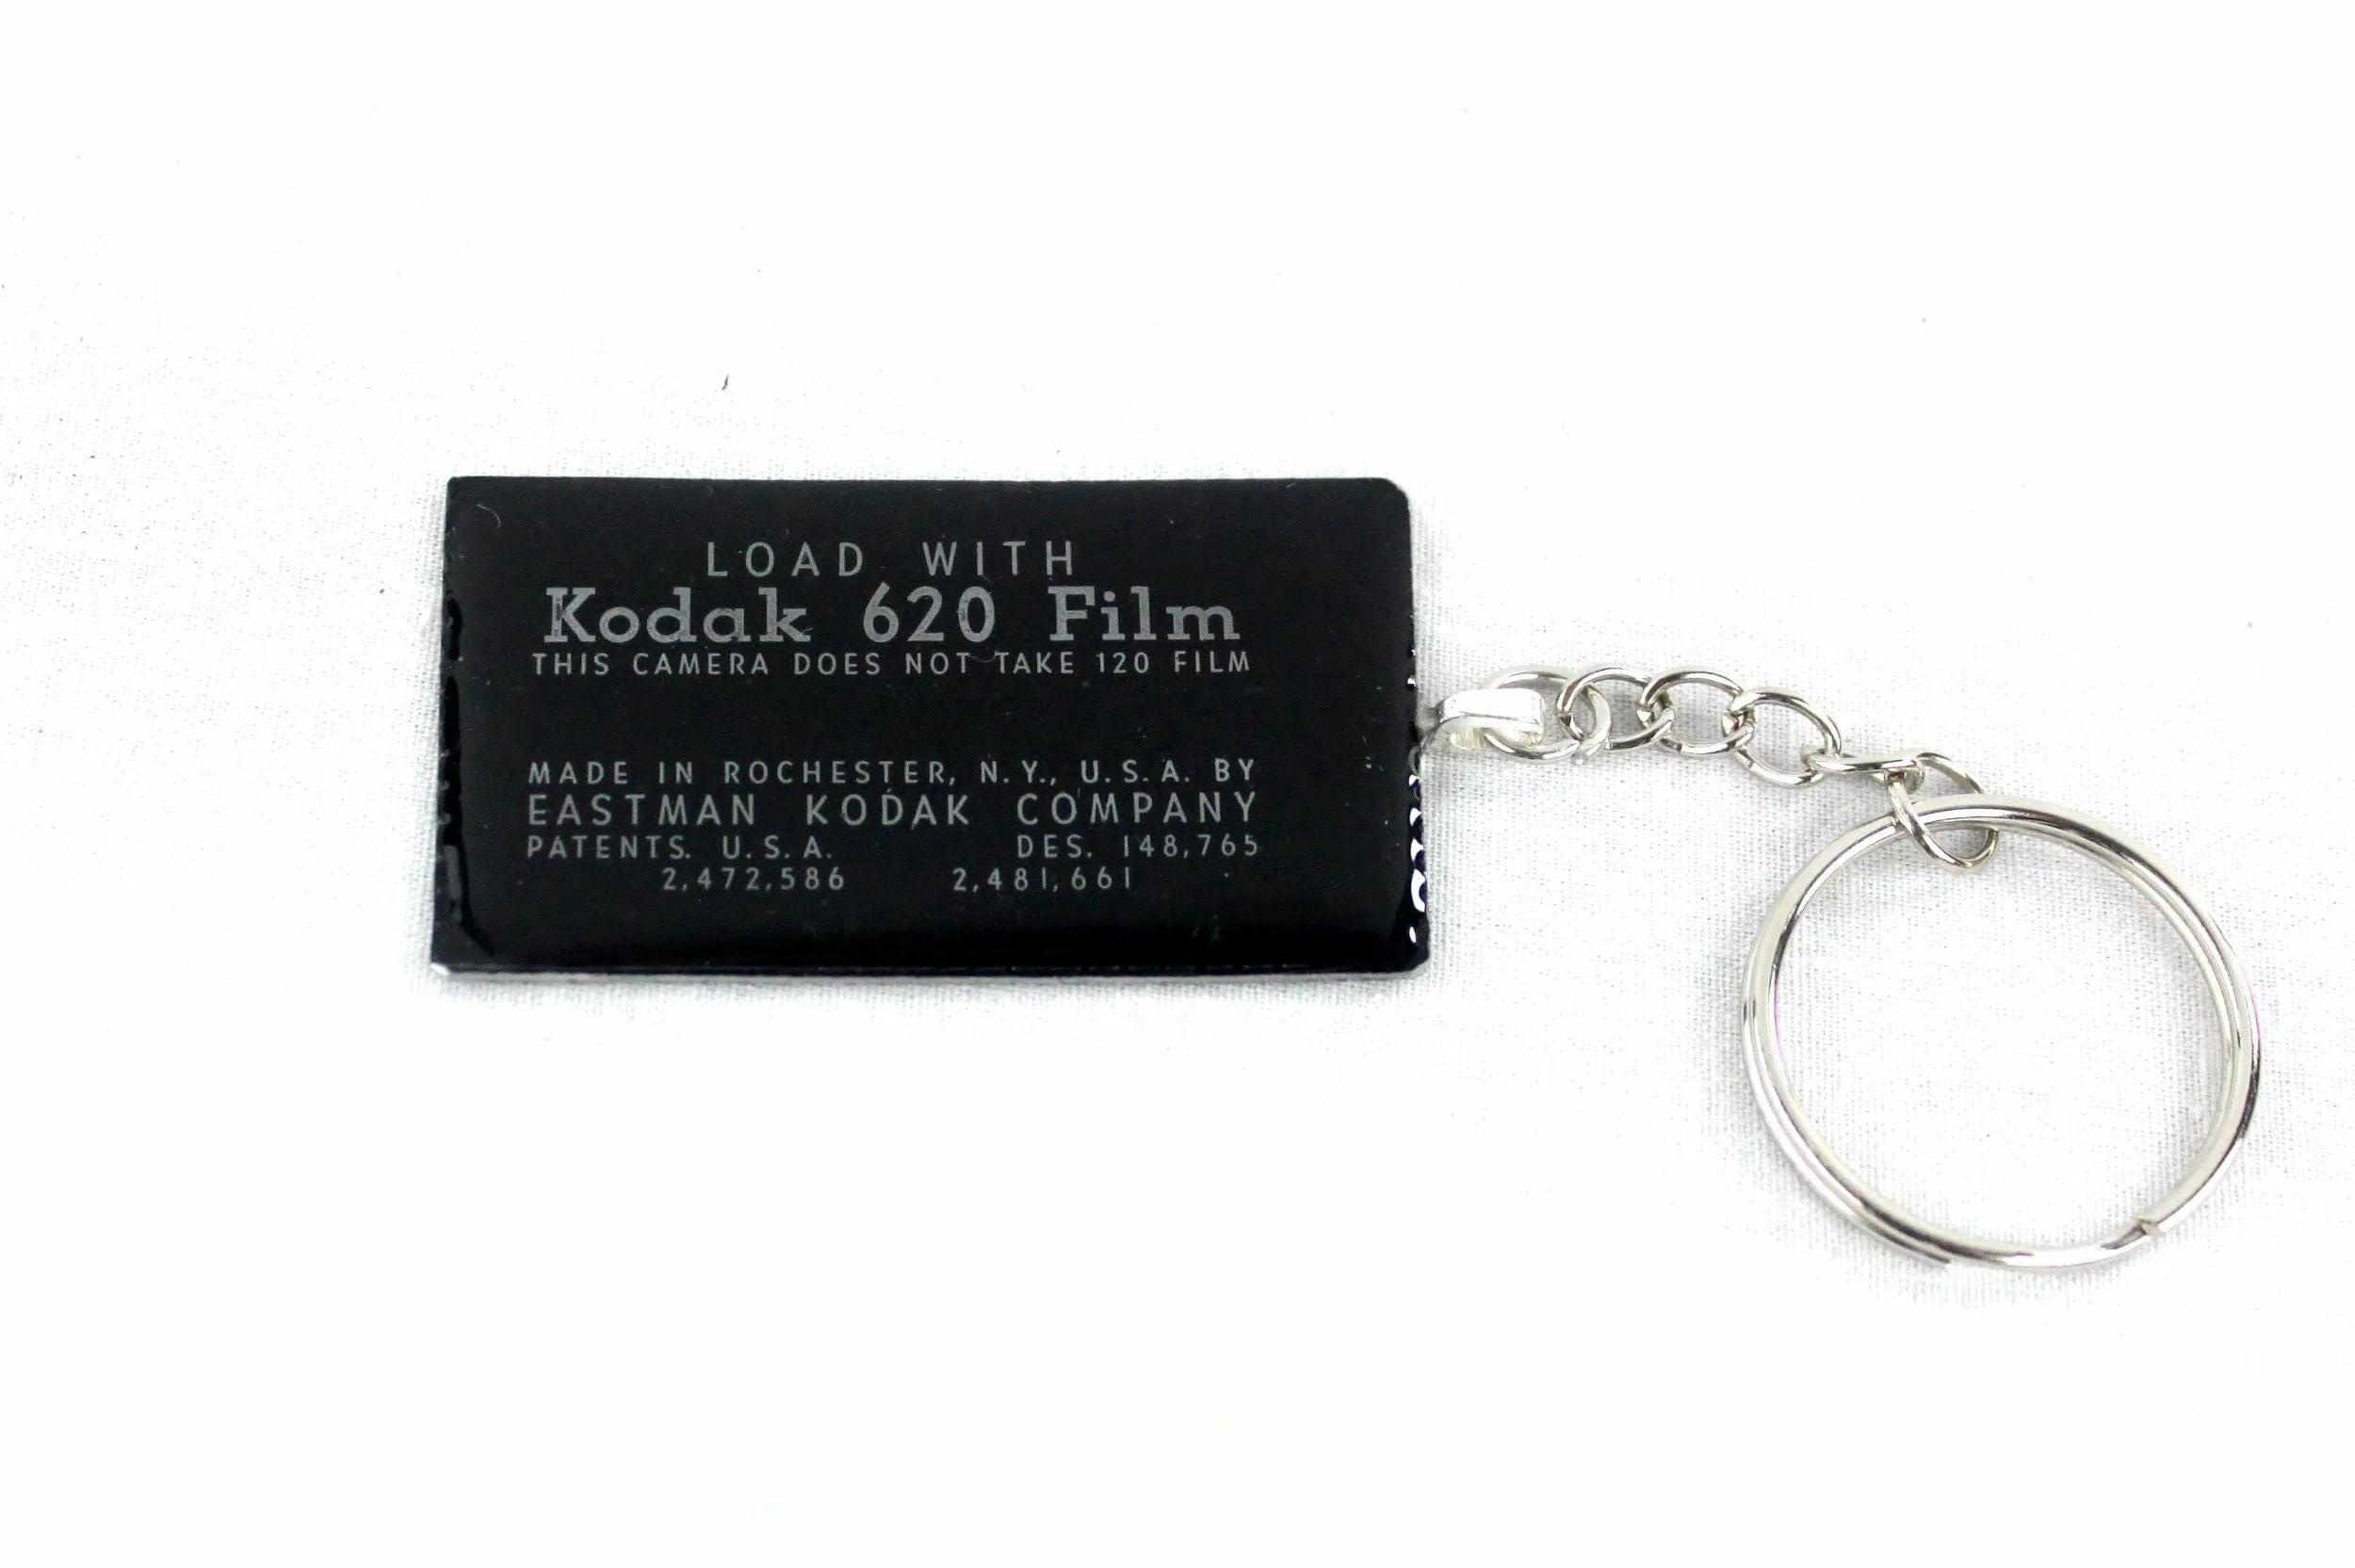 LOAD WITH
Kodak 620 Film
THIS CAMERA DOES NOT TAKE 120 FILM
MADE IN ROCHESTER, N.Y., U.S.A. BY
EASTMAN KODAK COMPANY
PATENTS. U.S.A. DES. 148,765
2,472,586 2,481,661